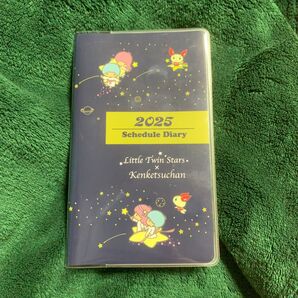 2025
Schedule Diary
Little Twin Stars
×
Kenketsuchan